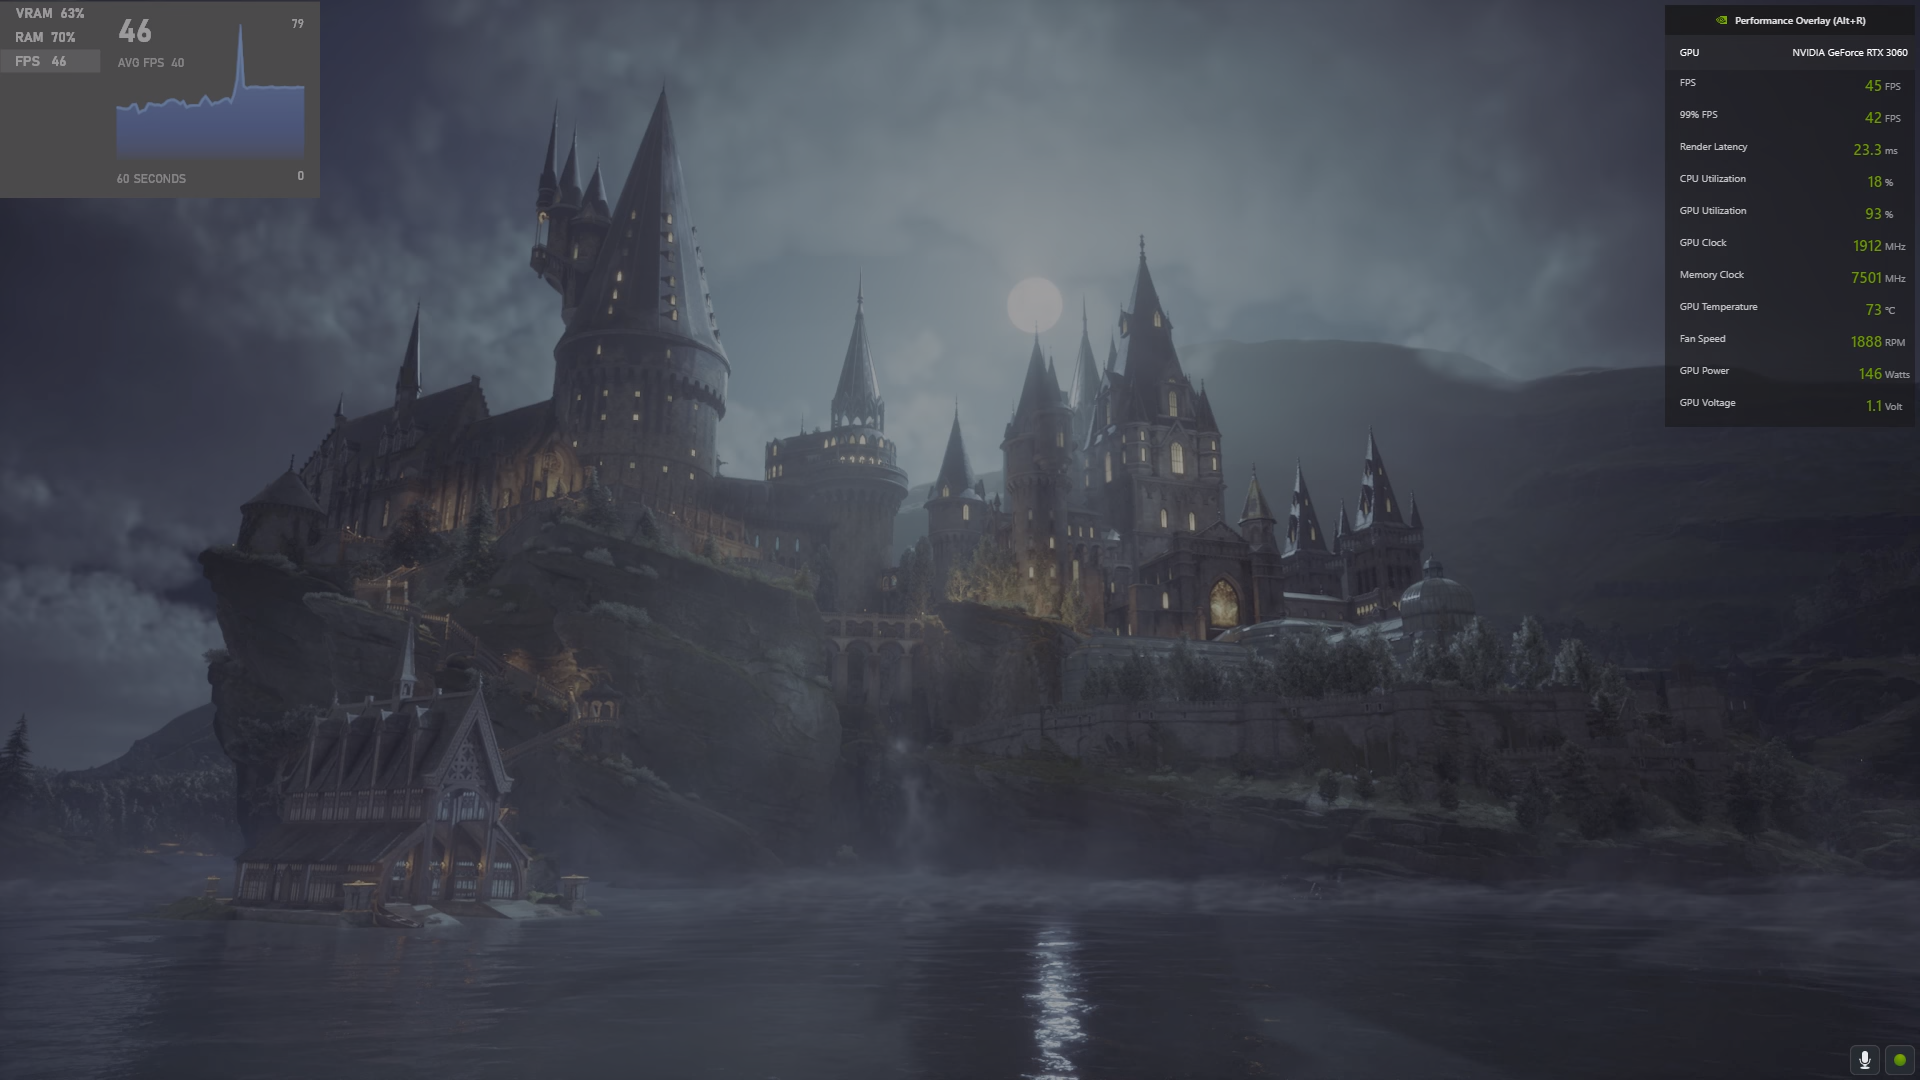 VRAM 63%
RAM 70%
FPS 46
46
79
AVG FPS 40
60 SECONDS
0
Performance Overlay (Alt+R)
GPU NVIDIA GeForce RTX 3060
FPS 45 FPS
99% FPS 42 FPS
Render Latency 23.3 ms
CPU Utilization 18 %
GPU Utilization 93 %
GPU Clock 1912 MHz
Memory Clock 7501 MHz
GPU Temperature 73 °C
Fan Speed 1888 RPM
GPU Power 146 Watts
GPU Voltage 1.1 Volt